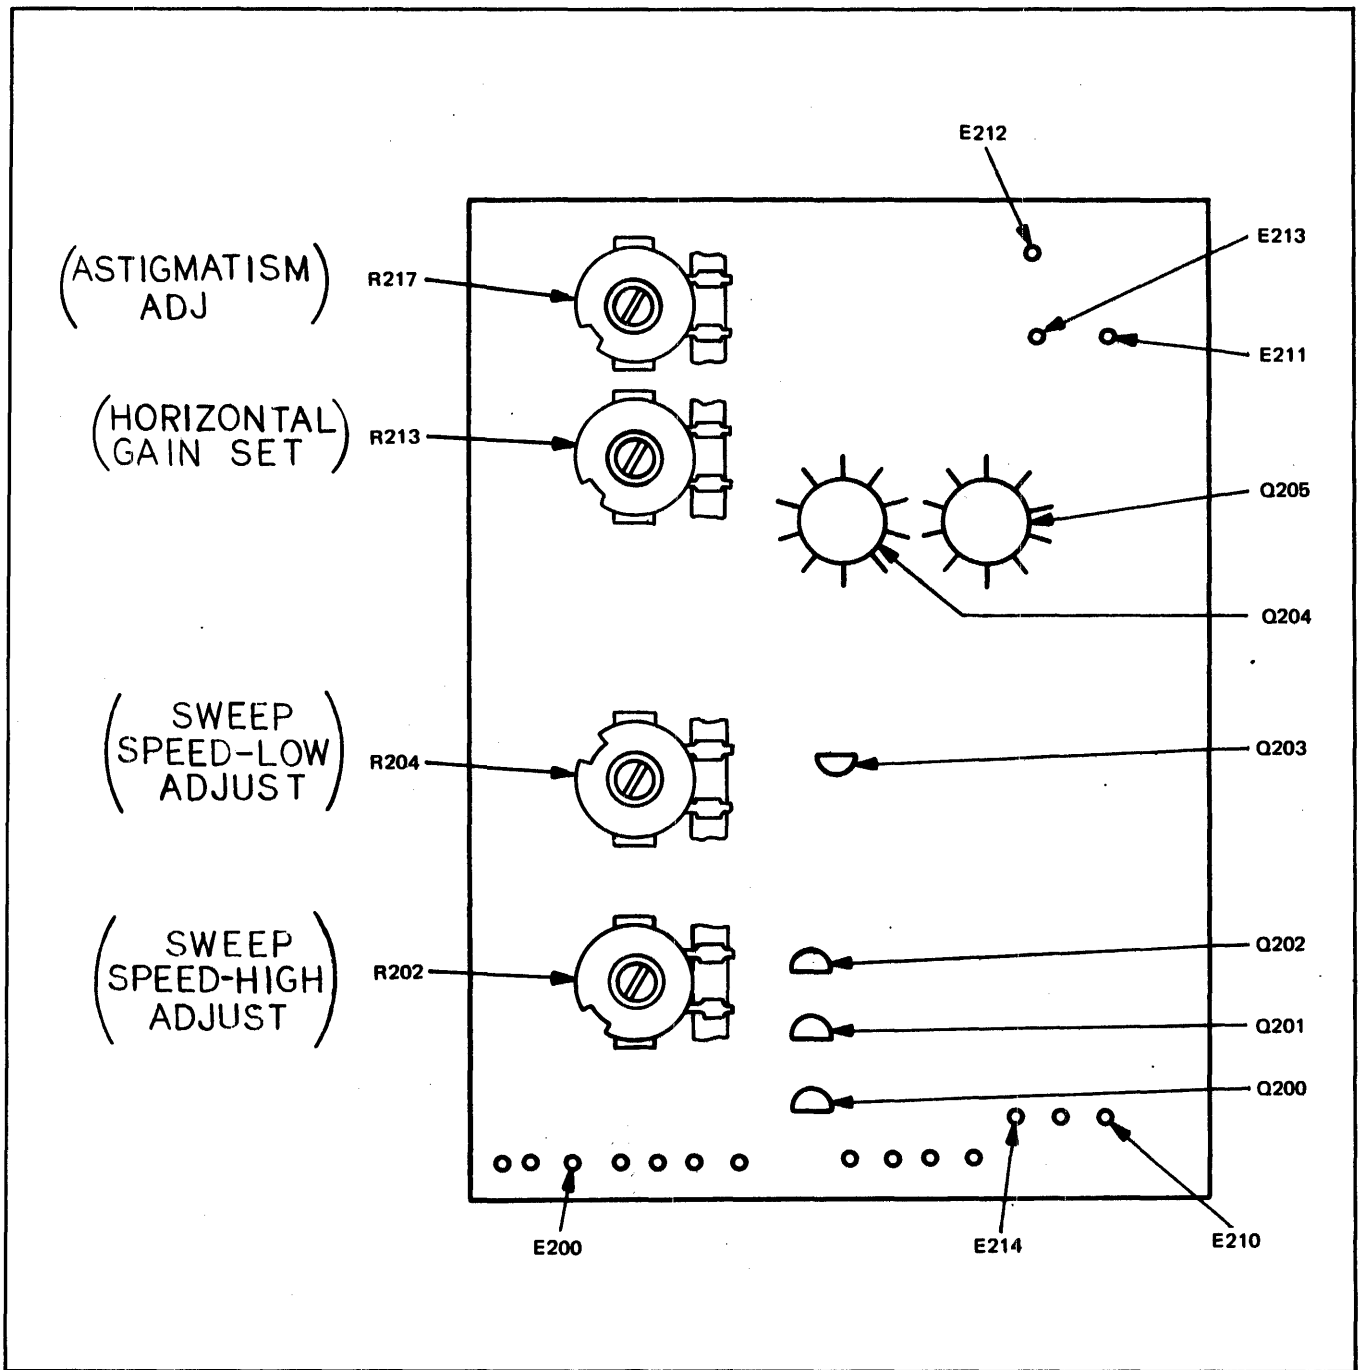 E212
E213
(ASTIGMATISM
ADJ)
R217
E211
(HORIZONTAL
GAIN SET)
R213
Q205
Q204
(SWEEP
SPEED-LOW
ADJUST)
R204
Q203
(SWEEP
SPEED-HIGH
ADJUST)
R202
Q202
Q201
Q200
E200
E214
E210